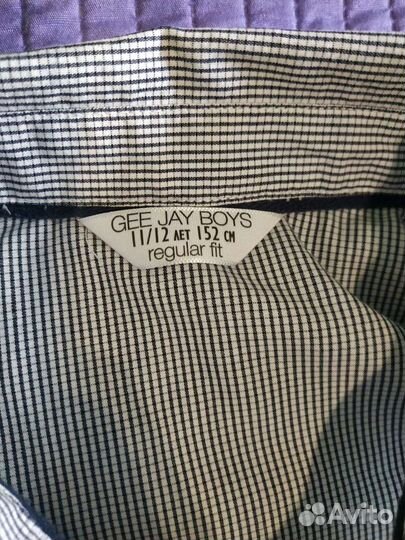 GEE JAY BOYS
11/12 ЛЕТ 152 СМ
regular fit
Avito